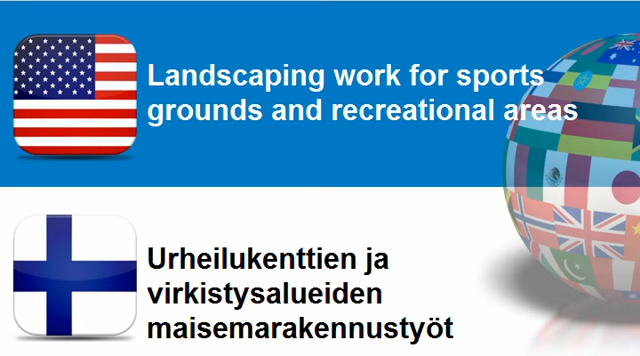 Landscaping work for sports
grounds and recreational areas
Urheilukenttien ja
virkistysalueiden
maisemarakennustyöt